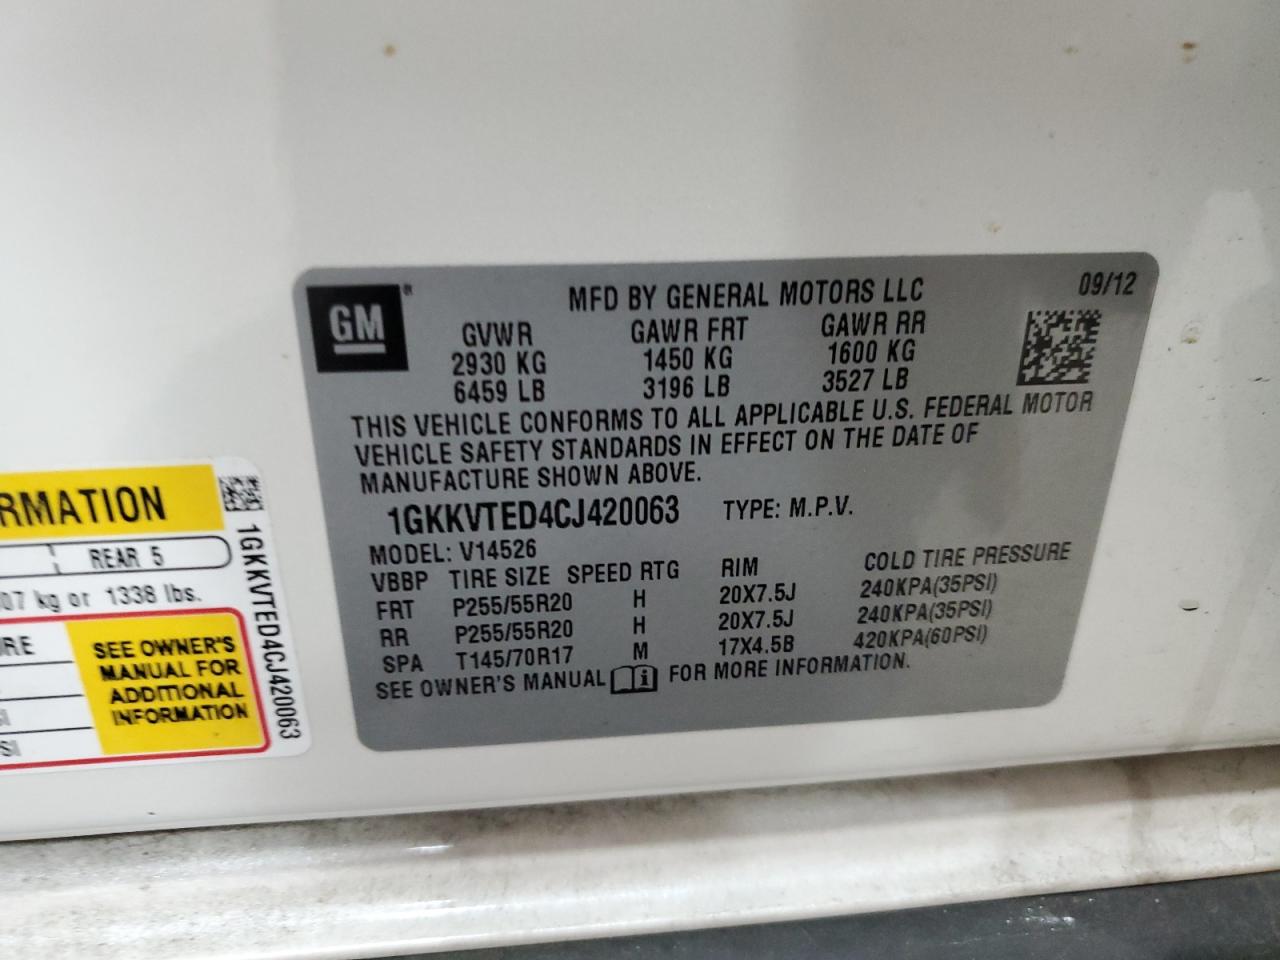 GM®
MFD BY GENERAL MOTORS LLC
09/12
GVWR GAWR FRT GAWR RR
2930 KG 1450 KG 1600 KG
6459 LB 3196 LB 3527 LB
THIS VEHICLE CONFORMS TO ALL APPLICABLE U.S. FEDERAL MOTOR
VEHICLE SAFETY STANDARDS IN EFFECT ON THE DATE OF
MANUFACTURE SHOWN ABOVE.
1GKKVTED4CJ420063 TYPE: M.P.V.
MODEL: V14526
VBBP TIRE SIZE SPEED RTG RIM COLD TIRE PRESSURE
FRT P255/55R20 H 20X7.5J 240KPA(35PSI)
RR P255/55R20 H 20X7.5J 240KPA(35PSI)
SPA T145/70R17 M 17X4.5B 420KPA(60PSI)
SEE OWNER'S MANUAL i FOR MORE INFORMATION.
RMATION
REAR 5
07 kg or 1338 lbs.
URE
SI
SEE OWNER'S
MANUAL FOR
ADDITIONAL
INFORMATION
1GKKVTED4CJ420063